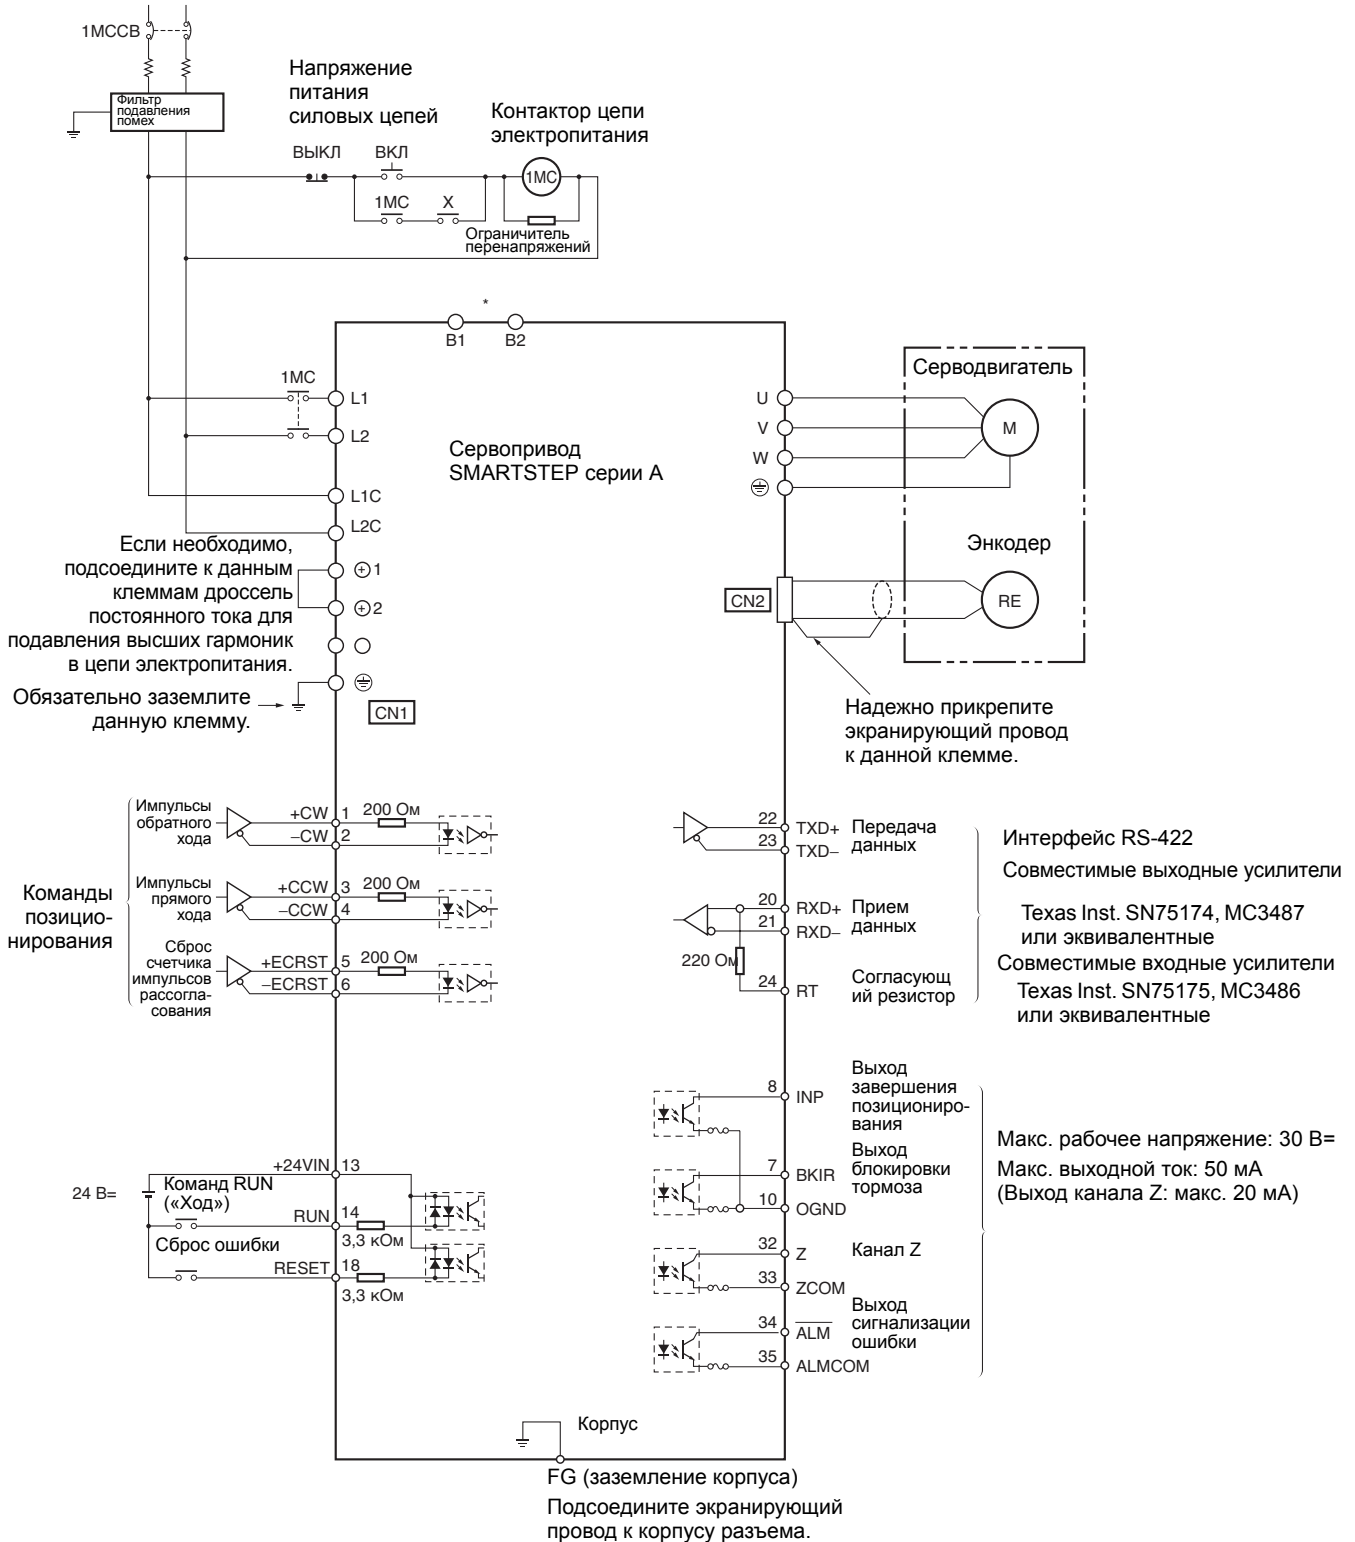 1MCCB
Фильтр
подавления
помех
Напряжение
питания
силовых цепей
Контактор цепи
электропитания
ВЫКЛ
ВКЛ
1MC
1MC
X
Ограничитель
перенапряжений
*
B1
B2
1MC
L1
L2
L1C
L2C
Сервопривод
SMARTSTEP серии А
U
V
W
Серводвигатель
M
Энкодер
RE
CN2
Если необходимо,
подсоедините к данным
клеммам дроссель
постоянного тока для
подавления высших гармоник
в цепи электропитания.
+1
+2
Обязательно заземлите
данную клемму.
CN1
Надежно прикрепите
экранирующий провод
к данной клемме.
Команды
позицио-
нирования
Импульсы
обратного
хода
+CW 1 200 Ом
–CW 2
Импульсы
прямого
хода
+CCW 3 200 Ом
–CCW 4
Сброс
счетчика
импульсов
рассогла-
сования
+ECRST 5 200 Ом
–ECRST 6
22 TXD+
23 TXD–
Передача
данных
20 RXD+
21 RXD–
Прием
данных
220 Ом
24 RT
Согласующ
ий резистор
Интерфейс RS-422
Совместимые выходные усилители
Texas Inst. SN75174, MC3487
или эквивалентные
Совместимые входные усилители
Texas Inst. SN75175, MC3486
или эквивалентные
24 В=
+24VIN 13
Команд RUN
(«Ход»)
RUN 14
3,3 кОм
Сброс ошибки
RESET 18
3,3 кОм
8 INP
Выход
завершения
позициониро-
вания
7 BKIR
Выход
блокировки
тормоза
10 OGND
32 Z
Канал Z
33 ZCOM
34 ALM
Выход
сигнализации
ошибки
35 ALMCOM
Макс. рабочее напряжение: 30 В=
Макс. выходной ток: 50 мА
(Выход канала Z: макс. 20 мА)
Корпус
FG (заземление корпуса)
Подсоедините экранирующий
провод к корпусу разъема.